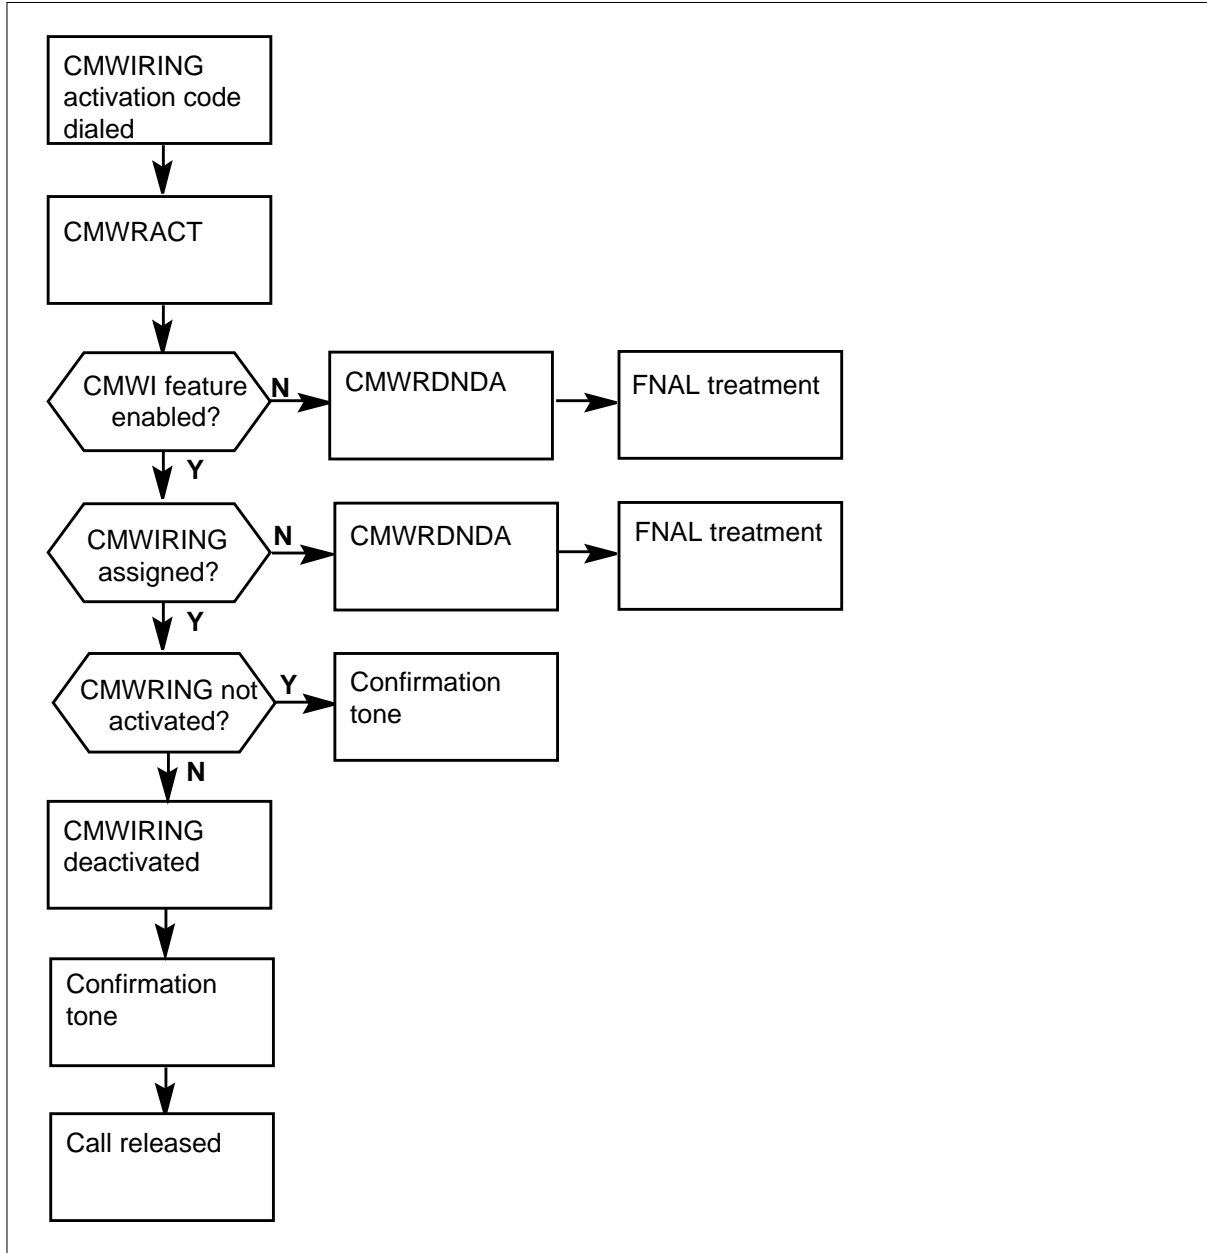 CMWIRING
activation code
dialed
CMWRACT
CMWI feature
enabled?
N
CMWRDNDA
FNAL treatment
Y
CMWIRING
assigned?
N
CMWRDNDA
FNAL treatment
Y
CMWRING not
activated?
Y
Confirmation
tone
N
CMWIRING
deactivated
Confirmation
tone
Call released